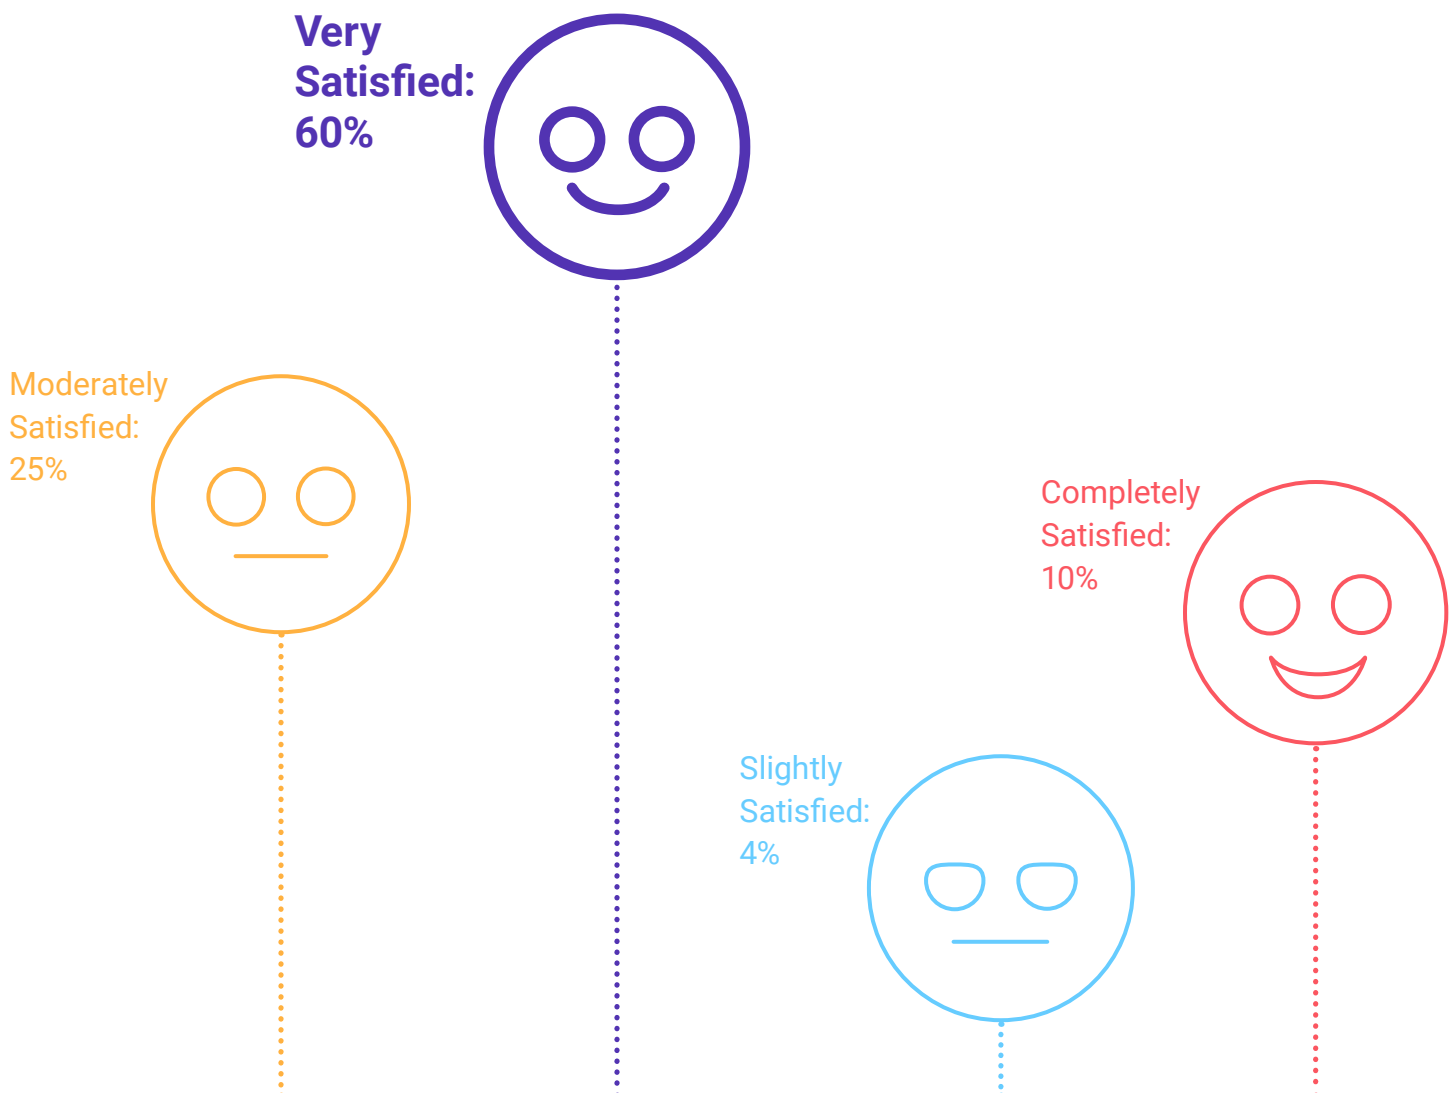 Very
Satisfied:
60%
Moderately
Satisfied:
25%
Completely
Satisfied:
10%
Slightly
Satisfied:
4%